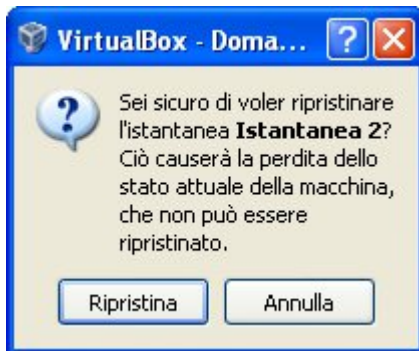 VirtualBox - Doma...
Sei sicuro di voler ripristinare
l'istantanea Istantanea 2?
Ciò causerà la perdita dello
stato attuale della macchina,
che non può essere
ripristinato.
Ripristina Annulla